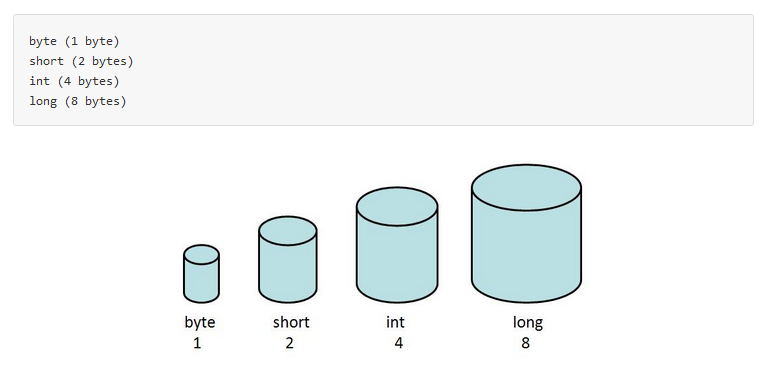 byte (1 byte)
short (2 bytes)
int (4 bytes)
long (8 bytes)
byte short int long
1 2 4 8